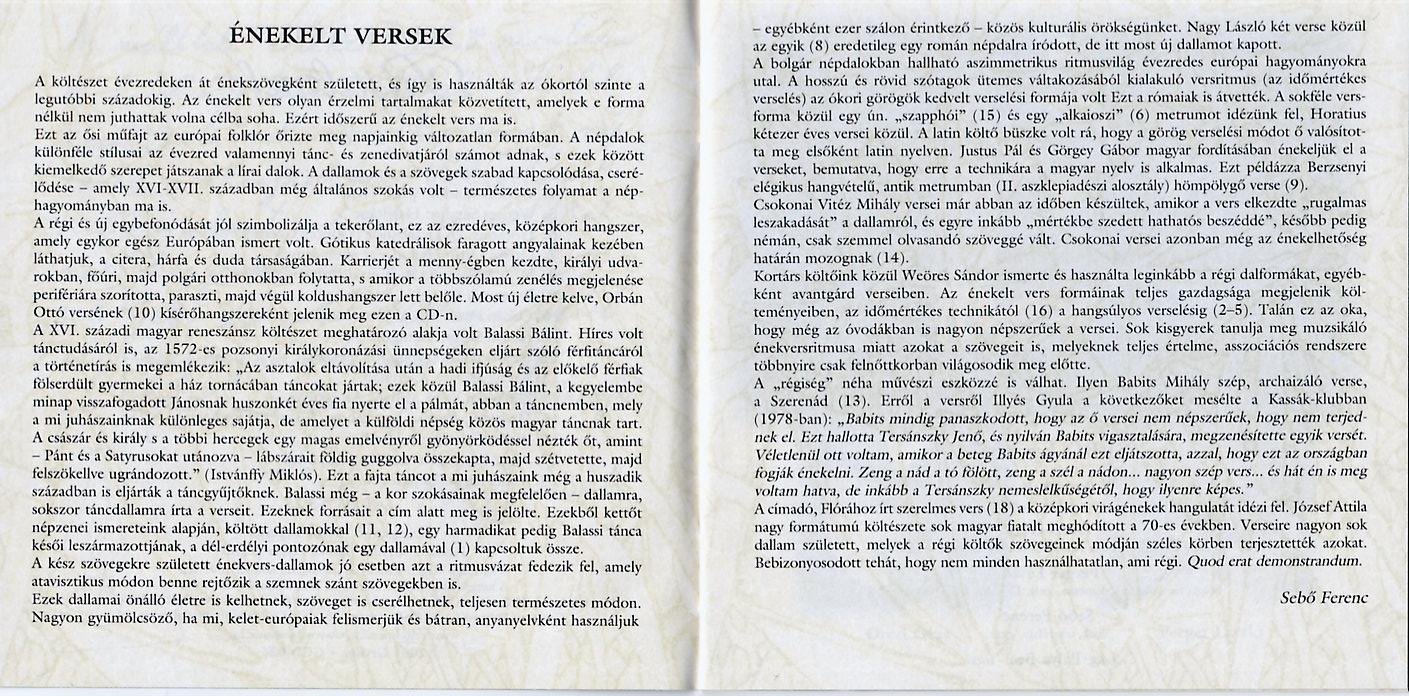 ÉNEKELT VERSEK
A költészet évezredeken át énekszövegként született, és így is használták az ókortól szinte a
legutóbbi századokig. Az énekelt vers olyan érzelmi tartalmakat közvetített, amelyek e forma
nélkül nem juthattak volna célba soha. Ezért időszerű az énekelt vers ma is.
Ezt az ősi műfajt az európai folklór őrizte meg napjainkig változatlan formában. A népdalok
különféle stílusai az évezred valamennyi tánc- és zenedivatjáról számot adnak, s ezek között
kiemelkedő szerepet játszanak a lírai dalok. A dallamok és a szövegek szabad kapcsolódása, cseré-
lődése – amely XVI-XVII. században még általános szokás volt – természetes folyamat a nép-
hagyományban ma is.
A régi és új egybefonódását jól szimbolizálja a tekerőlant, ez az ezredéves, középkori hangszer,
amely egykor egész Európában ismert volt. Gótikus katedrálisok faragott angyalainak kezében
láthatjuk, a citera, hárfa és duda társaságában. Karrierjét a menny-égben kezdte, királyi udva-
rokban, főúri, majd polgári otthonokban folytatta, s amikor a többszólamú zenélés megjelenése
perifériára szorította, paraszti, majd végül koldushangszer lett belőle. Most új életre kelve, Orbán
Ottó versének (10) kísérőhangszereként jelenik meg ezen a CD-n.
A XVI. századi magyar reneszánsz költészet meghatározó alakja volt Balassi Bálint. Híres volt
tánctudásáról is, az 1572-es pozsonyi királykoronázási ünnepségeken eljárt szóló férfitáncáról
a történetírás is megemlékezik: „Az asztalok eltávolítása után a hadi ifjúság és az előkelő férfiak
fölserdült gyermekei a ház tornácában táncokat jártak; ezek közül Balassi Bálint, a kegyelembe
minap visszafogadott Jánosnak huszonkét éves fia nyerte el a pálmát, abban a táncnemben, mely
a mi juhászainknak különleges sajátja, de amelyet a külföldi népség közös magyar táncnak tart.
A császár és király s a többi hercegek egy magas emelvényről gyönyörködéssel nézték őt, amint
– Pánt és a Satyrusokat utánozva – lábszárait földig guggolva összekapta, majd szétvetette, majd
felszökellve ugrándozott.” (Istvánffy Miklós). Ezt a fajta táncot a mi juhászaink még a huszadik
században is eljárták a táncgyűjtőknek. Balassi még – a kor szokásainak megfelelően – dallamra,
sokszor táncdallamra írta a verseit. Ezeknek forrásait a cím alatt meg is jelölte. Ezekből kettőt
népzenei ismereteink alapján, költött dallamokkal (11, 12), egy harmadikat pedig Balassi tánca
késői leszármazottjának, a dél-erdélyi pontozónak egy dallamával (1) kapcsoltuk össze.
A kész szövegekre született énekvers-dallamok jó esetben azt a ritmusvázat fedezik fel, amely
atavisztikus módon benne rejtőzik a szemnek szánt szövegekben is.
Ezek dallamai önálló életre is kelhetnek, szöveget is cserélhetnek, teljesen természetes módon.
Nagyon gyümölcsöző, ha mi, kelet-európaiak felismerjük és bátran, anyanyelvként használjuk
– egyébként ezer szálon érintkező – közös kulturális örökségünket. Nagy László két verse közül
az egyik (8) eredetileg egy román népdalra íródott, de itt most új dallamot kapott.
A bolgár népdalokban hallható aszimmetrikus ritmusvilág évezredes európai hagyományokra
utal. A hosszú és rövid szótagok ütemes váltakozásából kialakuló versritmus (az időmértékes
verselés) az ókori görögök kedvelt verselési formája volt Ezt a rómaiak is átvették. A sokféle vers-
forma közül egy ún. „szapphói” (15) és egy „alkaioszi” (6) metrumot idézünk fel, Horatius
kétezer éves versei közül. A latin költő büszke volt rá, hogy a görög verselési módot ő valósítot-
ta meg elsőként latin nyelven. Justus Pál és Görgey Gábor magyar fordításában énekeljük el a
verseket, bemutatva, hogy erre a technikára a magyar nyelv is alkalmas. Ezt példázza Berzsenyi
elégikus hangvételű, antik metrumban (II. aszklepiadészi alosztály) hömpölygő verse (9).
Csokonai Vitéz Mihály versei már abban az időben készültek, amikor a vers elkezdte „rugalmas
leszakadását” a dallamról, és egyre inkább „mértékbe szedett hathatós beszéddé”, később pedig
némán, csak szemmel olvasandó szöveggé vált. Csokonai versei azonban még az énekelhetőség
határán mozognak (14).
Kortárs költőink közül Weöres Sándor ismerte és használta leginkább a régi dalformákat, egyéb-
ként avantgárd verseiben. Az énekelt vers formáinak teljes gazdagsága megjelenik köl-
teményeiben, az időmértékes technikától (16) a hangsúlyos verselésig (2–5). Talán ez az oka,
hogy még az óvodákban is nagyon népszerűek a versei. Sok kisgyerek tanulja meg muzsikáló
énekversritmusa miatt azokat a szövegeit is, melyeknek teljes értelme, asszociációs rendszere
többnyire csak felnőttkorban világosodik meg előtte.
A „régiség” néha művészi eszközzé is válhat. Ilyen Babits Mihály szép, archaizáló verse,
a Szerenád (13). Erről a versről Illyés Gyula a következőket mesélte a Kassák-klubban
(1978-ban): „Babits mindig panaszkodott, hogy az ő versei nem népszerűek, hogy nem terjed-
nek el. Ezt hallotta Tersánszky Jenő, és nyilván Babits vigasztalására, megzenésítette egyik versét.
Véletlenül ott voltam, amikor a beteg Babits ágyánál ezt eljátszotta, azzal, hogy ezt az országban
fogják énekelni. Zeng a nád a tó fölött, zeng a szél a nádon... nagyon szép vers... és hát én is meg
voltam hatva, de inkább a Tersánszky nemeslelkűségétől, hogy ilyenre képes.”
A címadó, Flórához írt szerelmes vers (18) a középkori virágénekek hangulatát idézi fel. József Attila
nagy formátumú költészete sok magyar fiatalt meghódított a 70-es években. Verseire nagyon sok
dallam született, melyek a régi költők szövegeinek módján széles körben terjesztették azokat.
Bebizonyosodott tehát, hogy nem minden használhatatlan, ami régi. Quod erat demonstrandum.
Sebő Ferenc